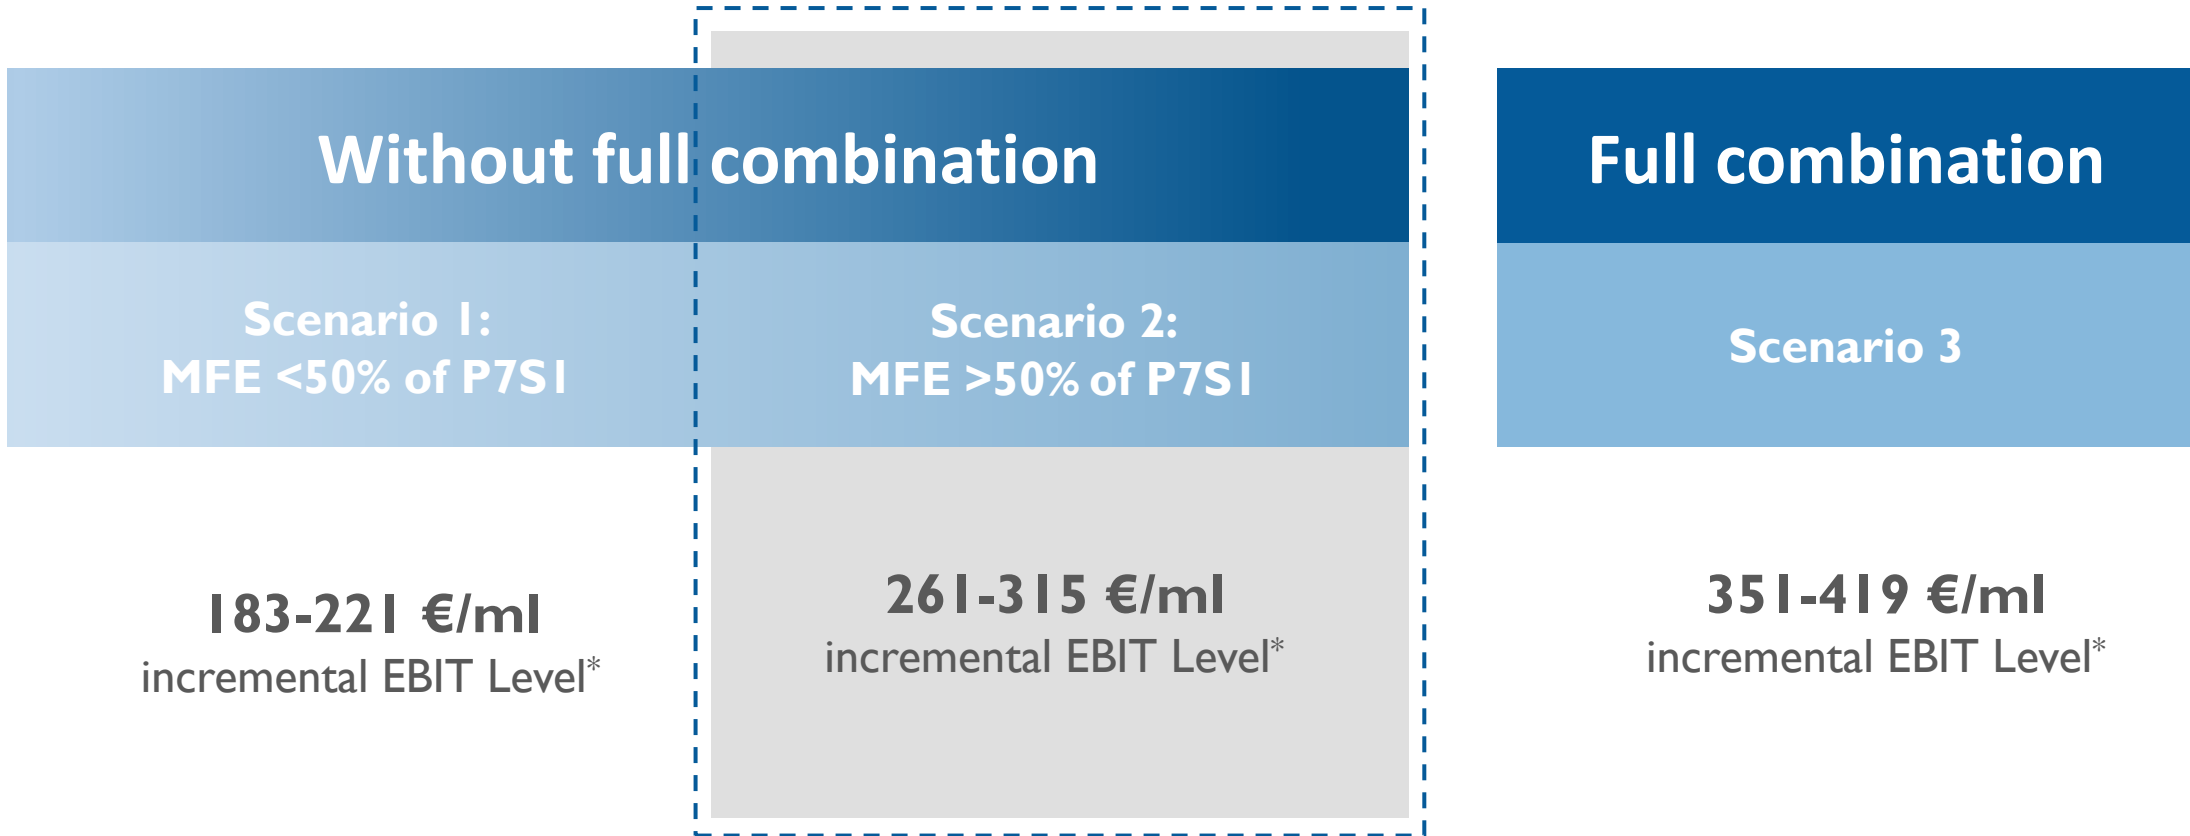 Without full combination
Full combination
Scenario 1:
MFE <50% of P7S1
Scenario 2:
MFE >50% of P7S1
Scenario 3
183-221 €/ml
incremental EBIT Level*
261-315 €/ml
incremental EBIT Level*
351-419 €/ml
incremental EBIT Level*